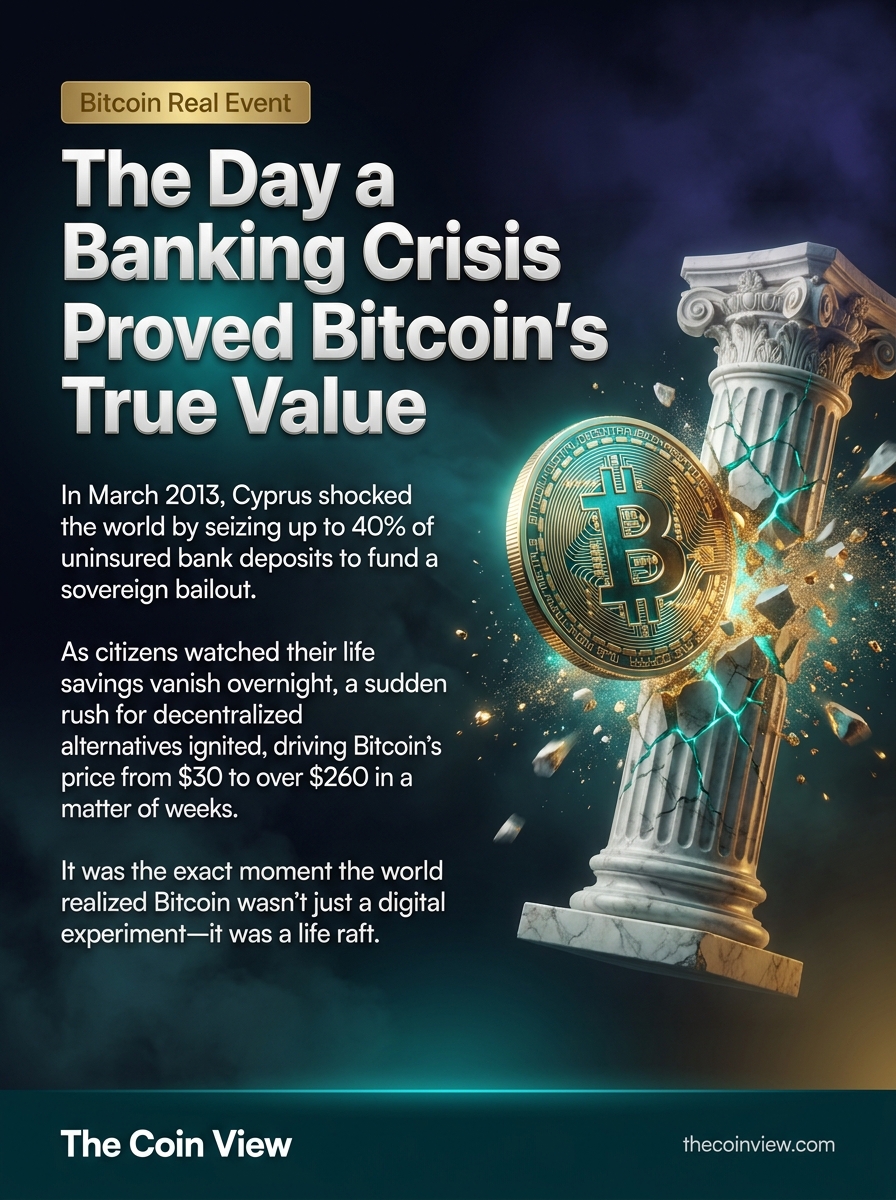 Bitcoin Real Event
The Day a
Banking Crisis
Proved Bitcoin's
True Value
In March 2013, Cyprus shocked
the world by seizing up to 40% of
uninsured bank deposits to fund a
sovereign bailout.
As citizens watched their life
savings vanish overnight, a sudden
rush for decentralized
alternatives ignited, driving Bitcoin's
price from $30 to over $260 in a
matter of weeks.
It was the exact moment the world
realized Bitcoin wasn't just a digital
experiment—it was a life raft.
The Coin View
thecoinview.com